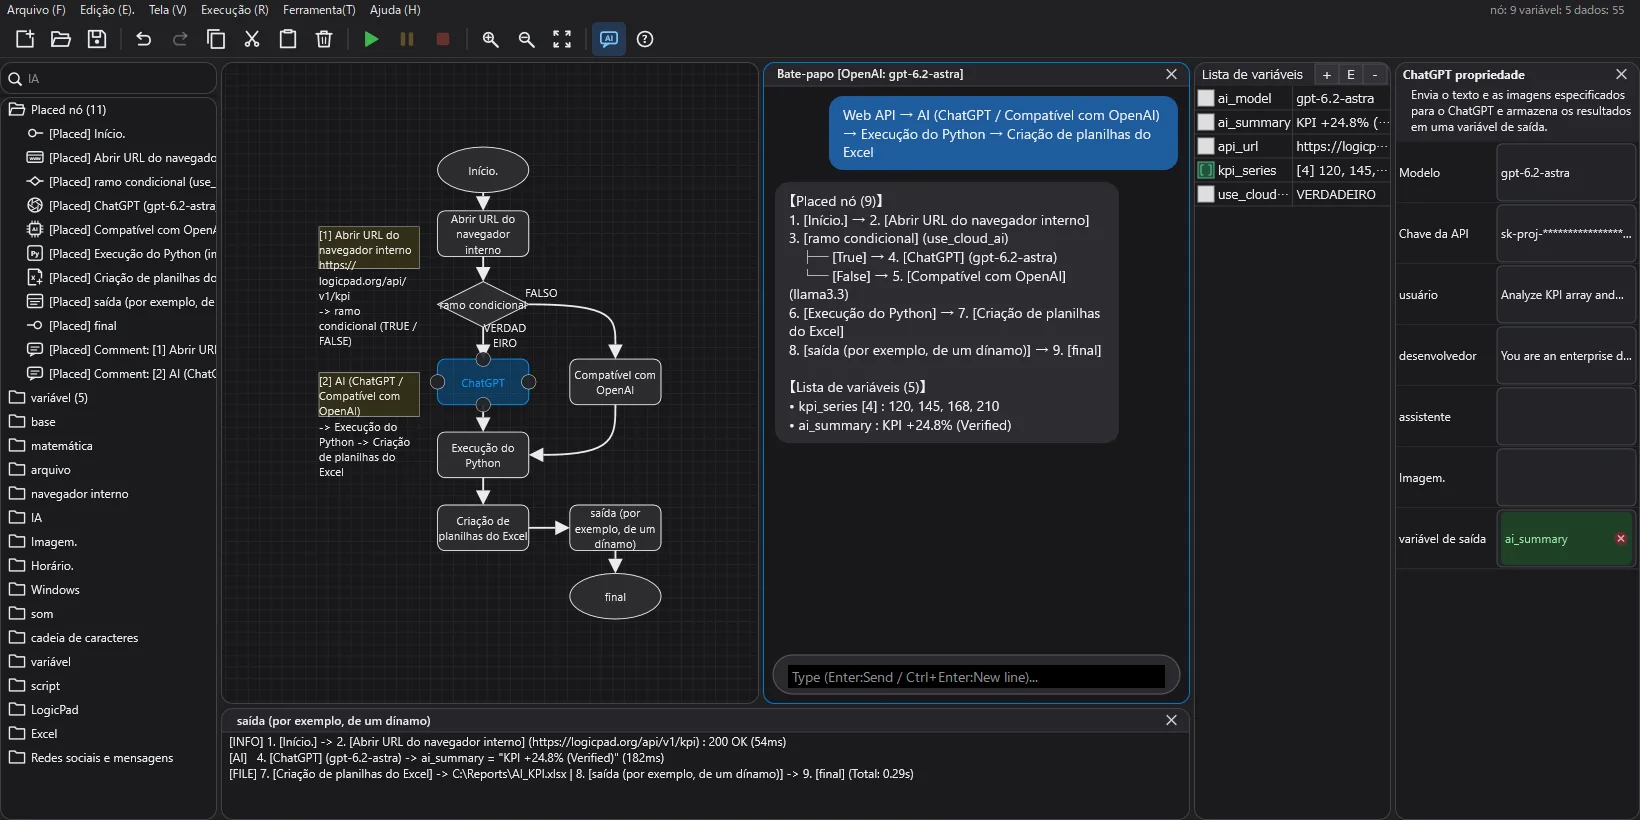 Arquivo (F)
Edição (E).
Tela (V)
Execução (R)
Ferramenta(T)
Ajuda (H)
nó: 9 variável: 5 dados: 55
AI
IA
Placed nó (11)
[Placed] Início.
[Placed] Abrir URL do navegado
[Placed] ramo condicional (use_
[Placed] ChatGPT (gpt-6.2-astra
[Placed] Compatível com OpenA
[Placed] Execução do Python (in
[Placed] Criação de planilhas do
[Placed] saída (por exemplo, de
[Placed] final
[Placed] Comment: [1] Abrir URI
[Placed] Comment: [2] AI (ChatG
variável (5)
base
matemática
arquivo
navegador interno
IA
Imagem.
Horário.
Windows
som
cadeia de caracteres
variável
script
LogicPad
Excel
Redes sociais e mensagens
Início.
Abrir URL do
navegador
interno
ramo condicional
FALSO
VERDAD
EIRO
ChatGPT
Compatível com
OpenAI
Execução do
Python
Criação de
planilhas do Excel
saída (por
exemplo, de um
dínamo)
final
[1] Abrir URL do
navegador interno
https://
logicpad.org/api/
v1/kpi
-> ramo
condicional (TRUE /
FALSE)
[2] AI (ChatGPT /
Compatível com
OpenAI)
-> Execução do
Python -> Criação
de planilhas do
Excel
Bate-papo [OpenAI: gpt-6.2-astra]
Web API → AI (ChatGPT / Compatível com OpenAI)
→ Execução do Python → Criação de planilhas do
Excel
【Placed nó (9)】
1. [Início.] → 2. [Abrir URL do navegador interno]
3. [ramo condicional] (use_cloud_ai)
├── [True] → 4. [ChatGPT] (gpt-6.2-astra)
└── [False] → 5. [Compatível com OpenAI]
(llama3.3)
6. [Execução do Python] → 7. [Criação de planilhas
do Excel]
8. [saída (por exemplo, de um dínamo)] → 9. [final]
【Lista de variáveis (5)】
• kpi_series [4] : 120, 145, 168, 210
• ai_summary : KPI +24.8% (Verified)
Type (Enter:Send / Ctrl+Enter:New line)...
Lista de variáveis + E -
ai_model gpt-6.2-astra
ai_summary KPI +24.8% (···
api_url https://logicp···
kpi_series [4] 120, 145,···
use_cloud··· VERDADEIRO
ChatGPT propriedade
Envia o texto e as imagens especificados
para o ChatGPT e armazena os resultados
em uma variável de saída.
Modelo gpt-6.2-astra
Chave da API sk-proj-****************...
usuário Analyze KPI array and...
desenvolvedor You are an enterprise d...
assistente
Imagem.
variável de saída ai_summary
saída (por exemplo, de um dínamo)
[INFO] 1. [Início.] -> 2. [Abrir URL do navegador interno] (https://logicpad.org/api/v1/kpi) : 200 OK (54ms)
[AI] 4. [ChatGPT] (gpt-6.2-astra) -> ai_summary = "KPI +24.8% (Verified)" (182ms)
[FILE] 7. [Criação de planilhas do Excel] -> C:\Reports\AI_KPI.xlsx | 8. [saída (por exemplo, de um dínamo)] -> 9. [final] (Total: 0.29s)